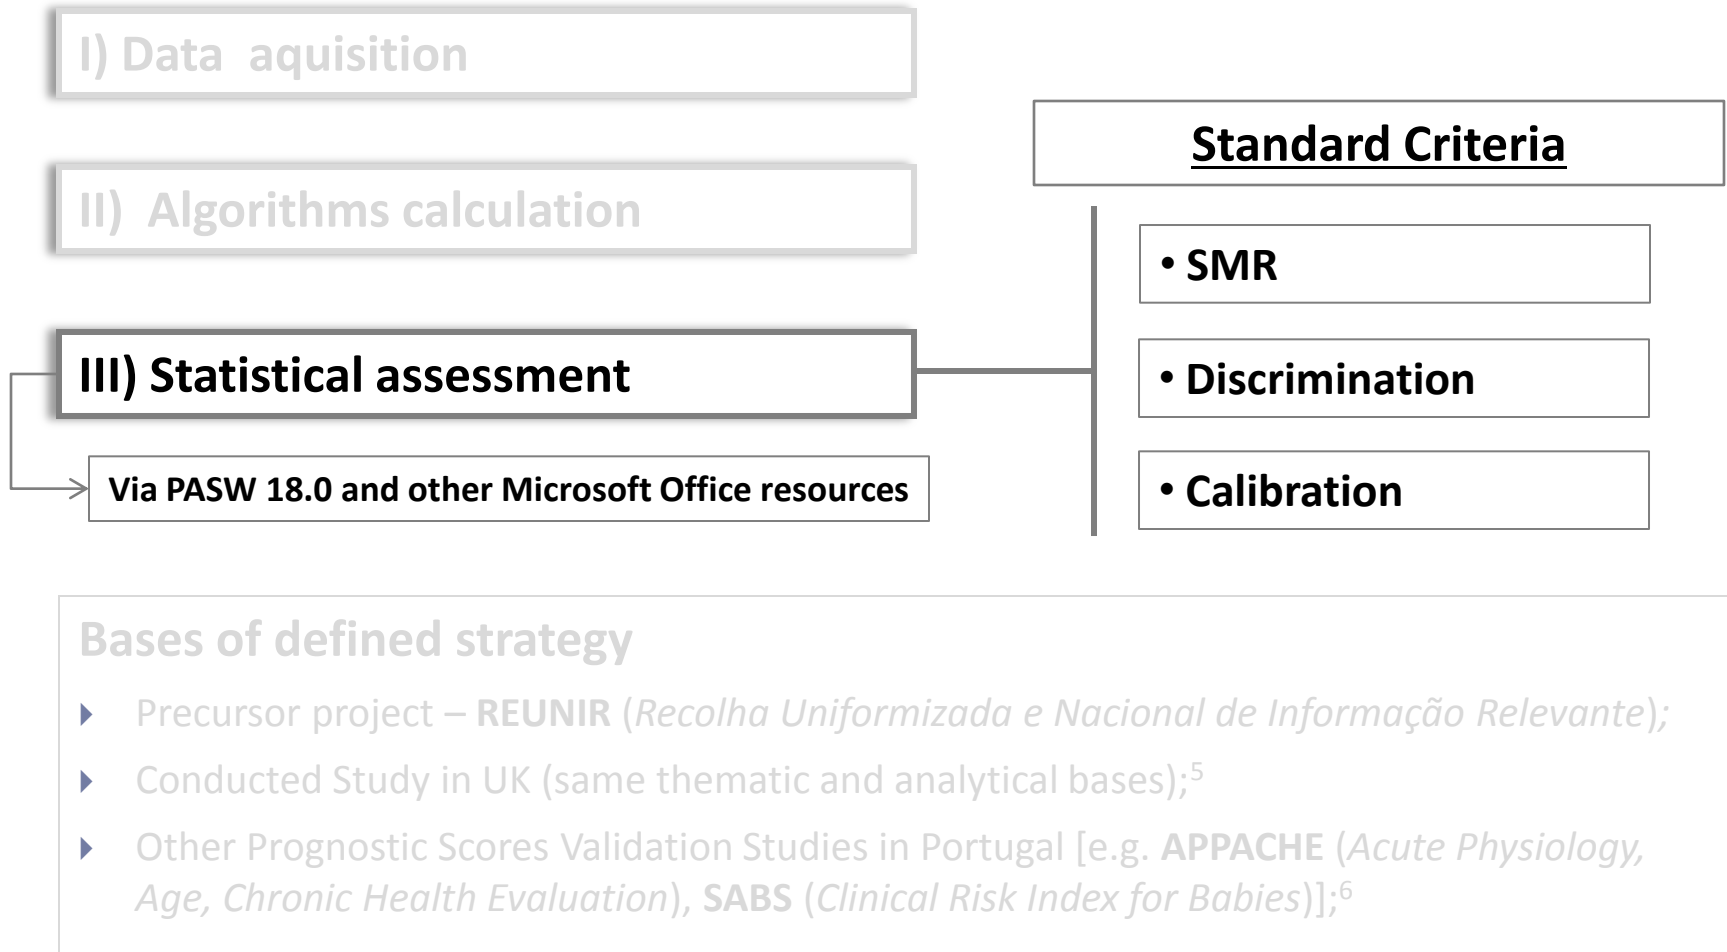 I) Data aquisition
II) Algorithms calculation
III) Statistical assessment
Via PASW 18.0 and other Microsoft Office resources
Standard Criteria
• SMR
• Discrimination
• Calibration
Bases of defined strategy
Precursor project – REUNIR (Recolha Uniformizada e Nacional de Informação Relevante);
Conducted Study in UK (same thematic and analytical bases);5
Other Prognostic Scores Validation Studies in Portugal [e.g. APPACHE (Acute Physiology,
Age, Chronic Health Evaluation), SABS (Clinical Risk Index for Babies)];6